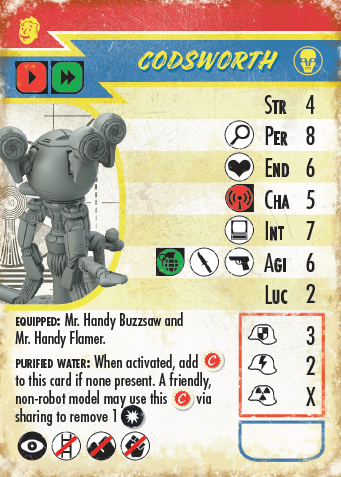 CODSWORTH
STR 4
PER 8
END 6
CHA 5
INT 7
AGI 6
LUC 2
3
2
X
EQUIPPED: Mr. Handy Buzzsaw and
Mr. Handy Flamer.
PURIFIED WATER: When activated, add C
to this card if none present. A friendly,
non-robot model may use this C via
sharing to remove 1